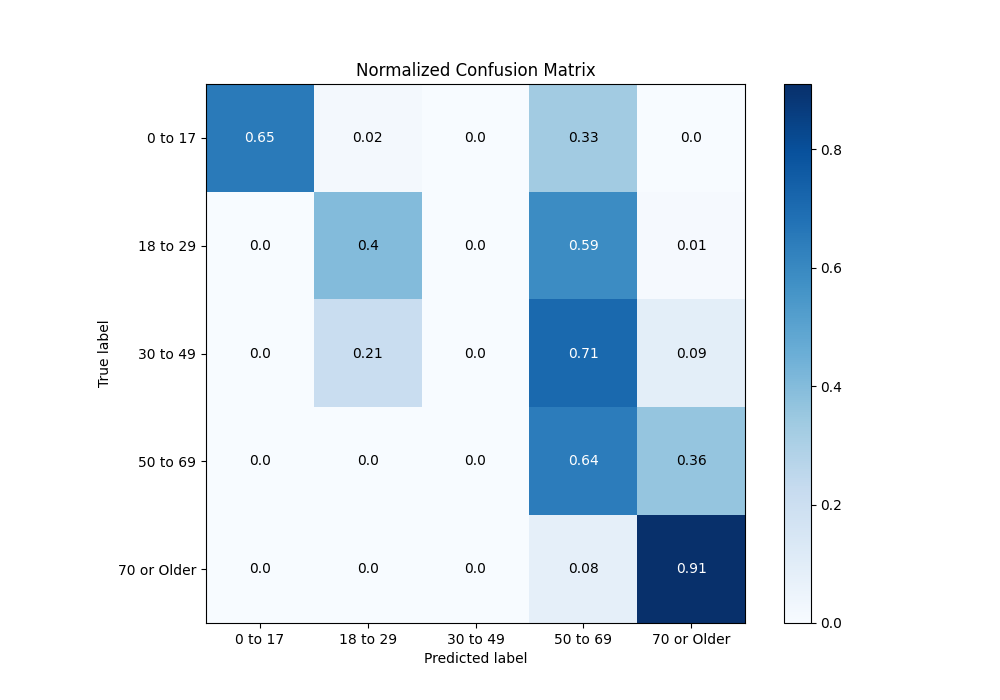 Normalized Confusion Matrix
True label
0 to 17 0.65 0.02 0.0 0.33 0.0
18 to 29 0.0 0.4 0.0 0.59 0.01
30 to 49 0.0 0.21 0.0 0.71 0.09
50 to 69 0.0 0.0 0.0 0.64 0.36
70 or Older 0.0 0.0 0.0 0.08 0.91
0 to 17 18 to 29 30 to 49 50 to 69 70 or Older
Predicted label
0.8
0.6
0.4
0.2
0.0